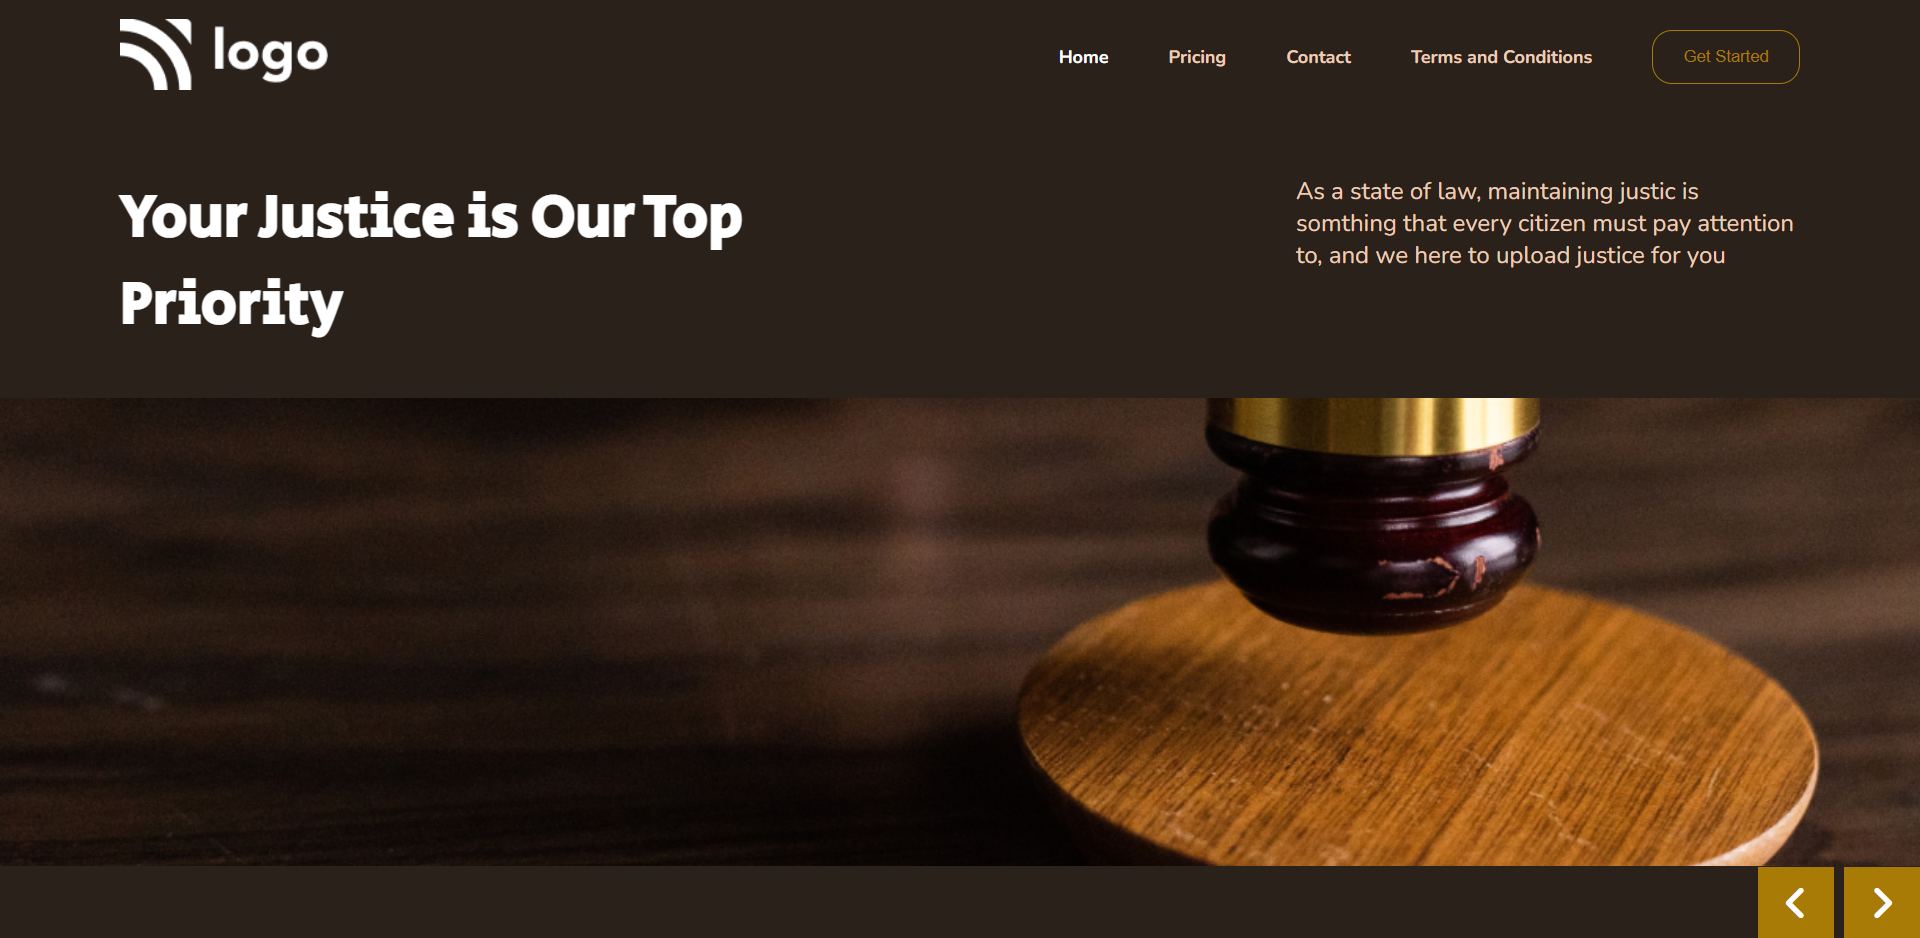 logo
Home
Pricing
Contact
Terms and Conditions
Get Started
Your Justice is Our Top
Priority
As a state of law, maintaining justic is
somthing that every citizen must pay attention
to, and we here to upload justice for you